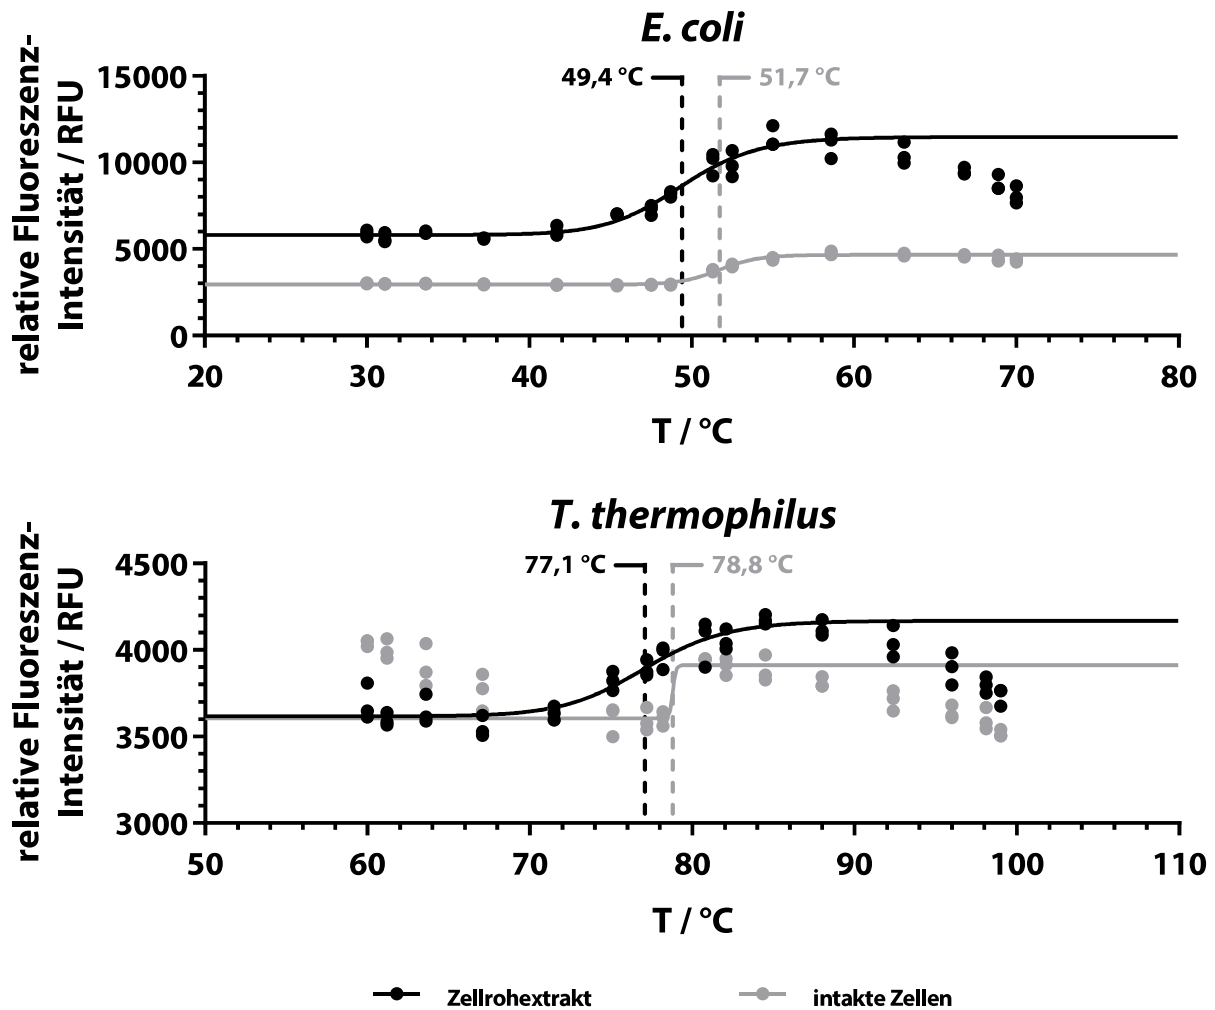 E. coli
relative Fluoreszenz-
Intensität / RFU
49,4 °C
51,7 °C
15000
10000
5000
0
20 30 40 50 60 70 80
T / °C
T. thermophilus
relative Fluoreszenz-
Intensität / RFU
77,1 °C
78,8 °C
4500
4000
3500
3000
50 60 70 80 90 100 110
T / °C
Zellrohextrakt
intakte Zellen